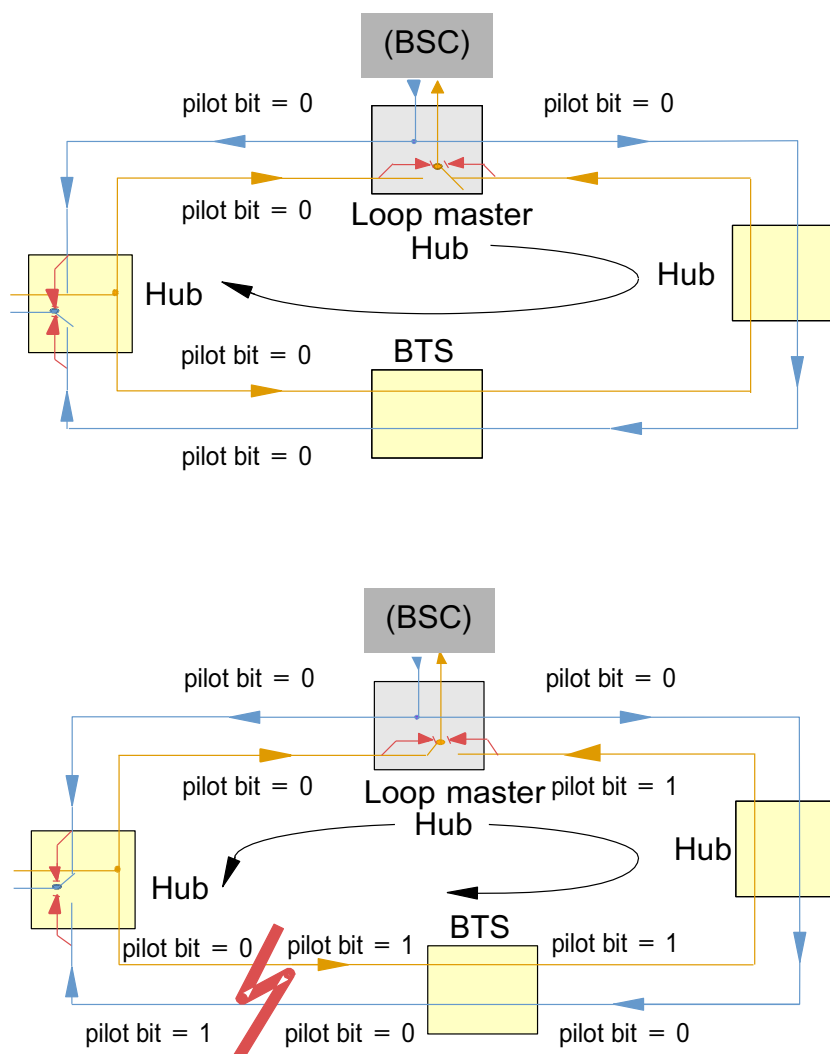 (BSC)
pilot bit = 0
pilot bit = 0
pilot bit = 0
Loop master
Hub
Hub
Hub
pilot bit = 0
BTS
pilot bit = 0
(BSC)
pilot bit = 0
pilot bit = 0
pilot bit = 0
Loop master
pilot bit = 1
Hub
Hub
Hub
BTS
pilot bit = 0
pilot bit = 1
pilot bit = 1
pilot bit = 1
pilot bit = 0
pilot bit = 0